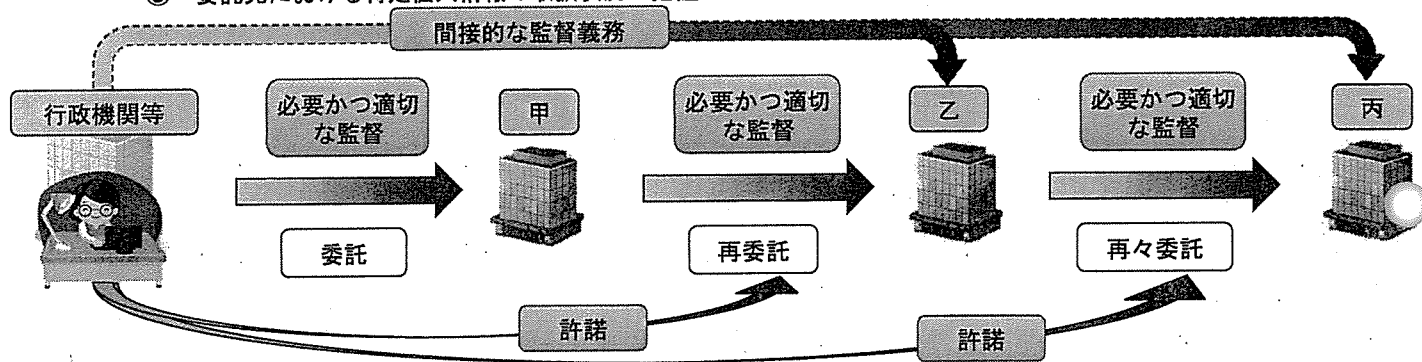 間接的な監督義務
行政機関等
必要かつ適切
な監督
甲
必要かつ適切
な監督
乙
必要かつ適切
な監督
丙
委託
再委託
再々委託
許諾
許諾